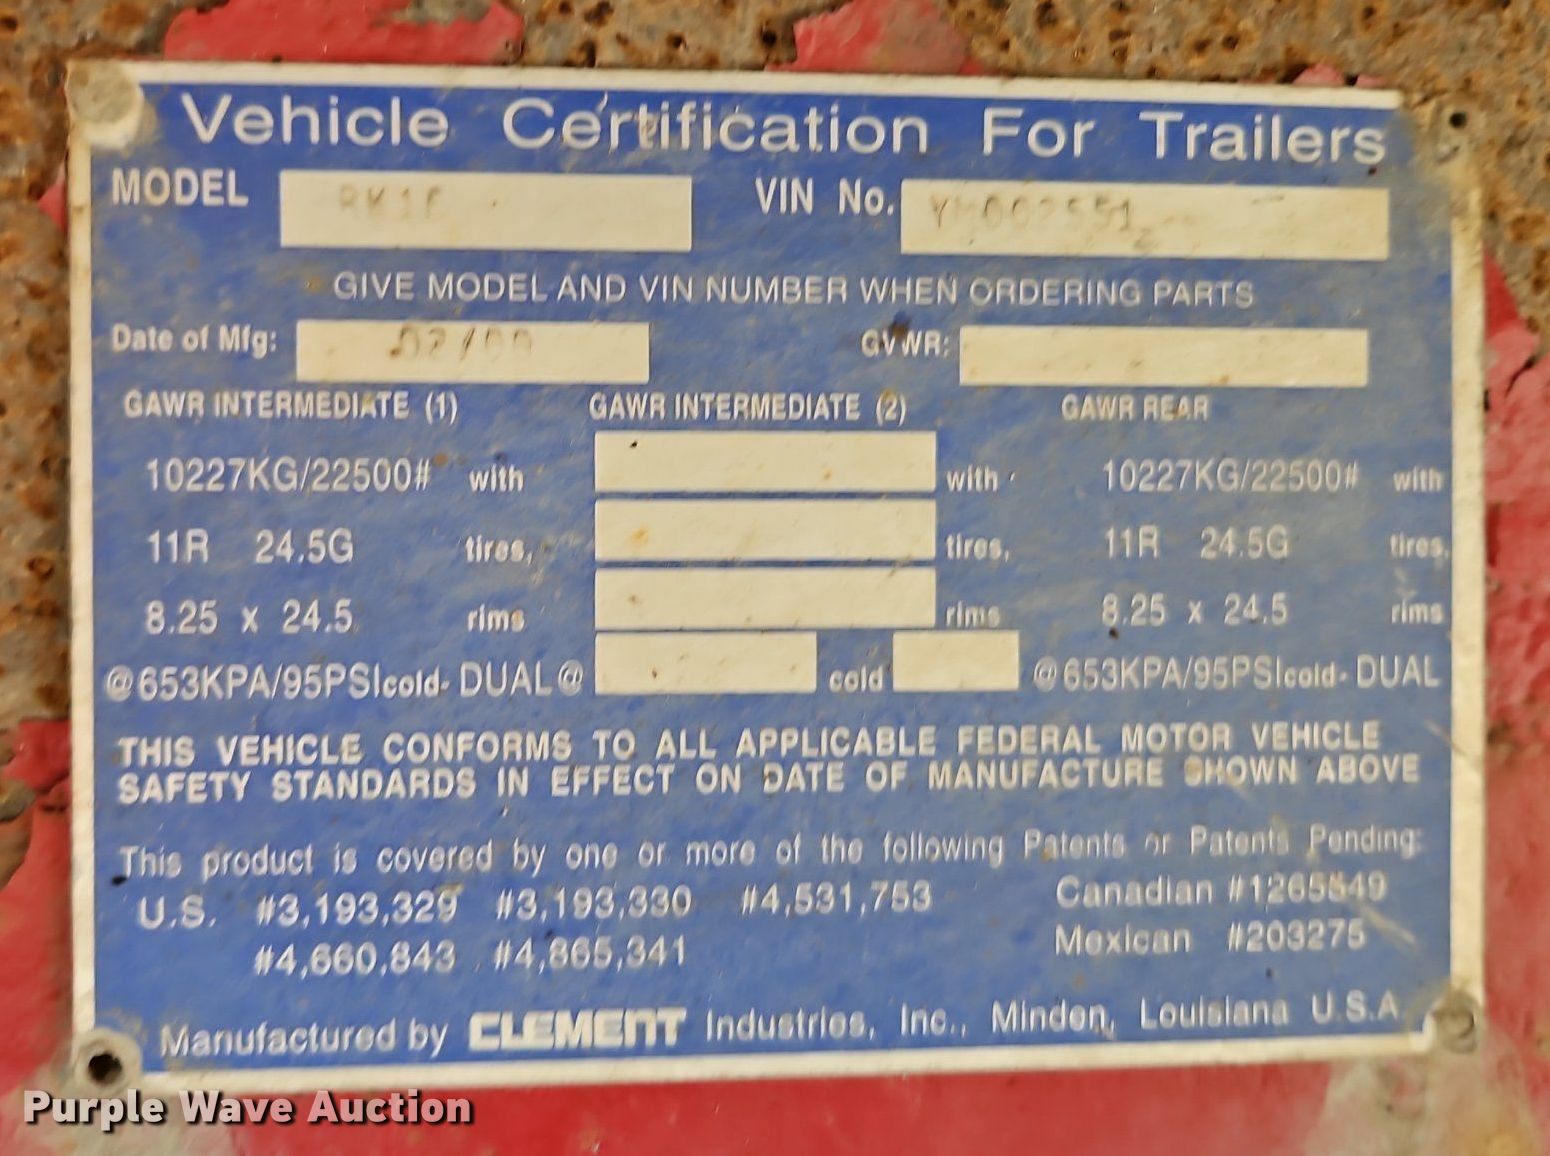 Vehicle Certification For Trailers
MODEL VIN No.
GIVE MODEL AND VIN NUMBER WHEN ORDERING PARTS
Date of Mfg: GVWR:
GAWR INTERMEDIATE (1) GAWR INTERMEDIATE (2) GAWR REAR
10227KG/22500# with with 10227KG/22500# with
11R 24.5G tires, tires, 11R 24.5G tires,
8.25 x 24.5 rims rims 8.25 x 24.5 rims
@653KPA/95PSIcold- DUAL@ cold @653KPA/95PSIcold- DUAL
THIS VEHICLE CONFORMS TO ALL APPLICABLE FEDERAL MOTOR VEHICLE
SAFETY STANDARDS IN EFFECT ON DATE OF MANUFACTURE SHOWN ABOVE
This product is covered by one or more of the following Patents or Patents Pending:
U.S. #3,193,329 #3,193,330 #4,531,753 Canadian #1265849
#4,660,843 #4,865,341 Mexican #203275
Manufactured by CLEMENT Industries, Inc., Minden, Louisiana U.S.A.
Purple Wave Auction